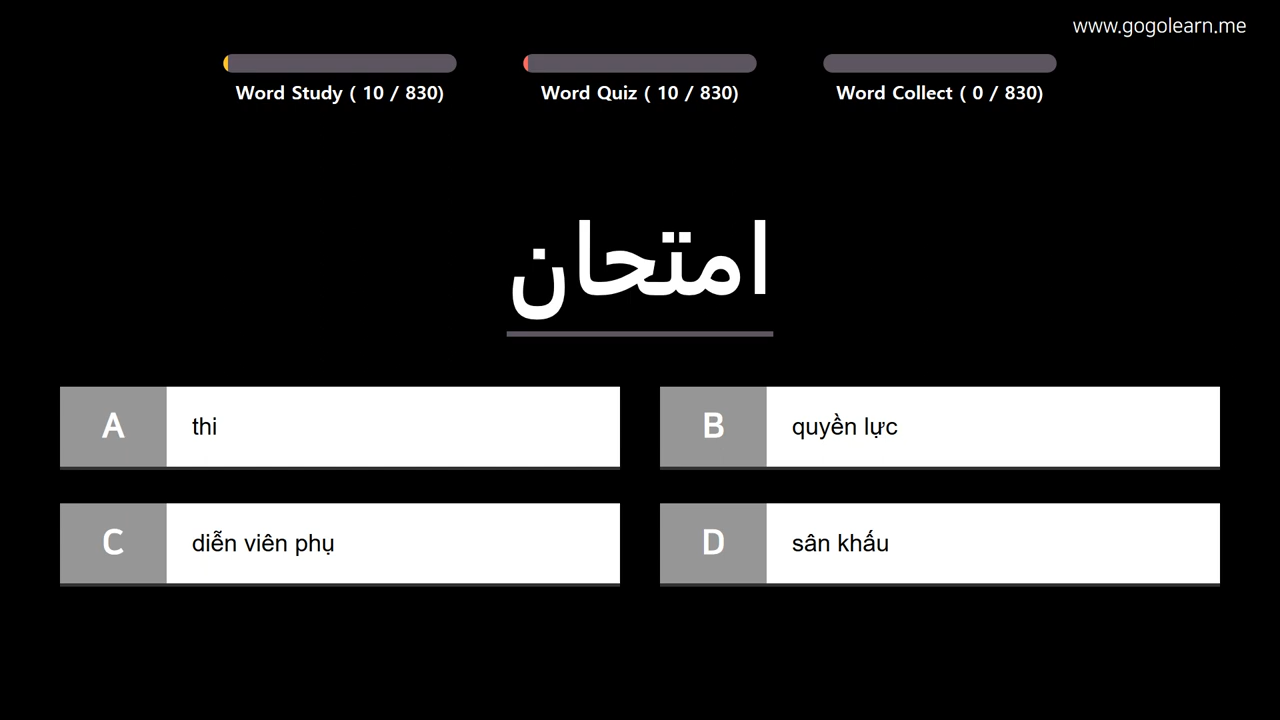 www.gogolearn.me
Word Study ( 10 / 830)
Word Quiz ( 10 / 830)
Word Collect ( 0 / 830)
امتحان
A thi
B quyền lực
C diễn viên phụ
D sân khấu